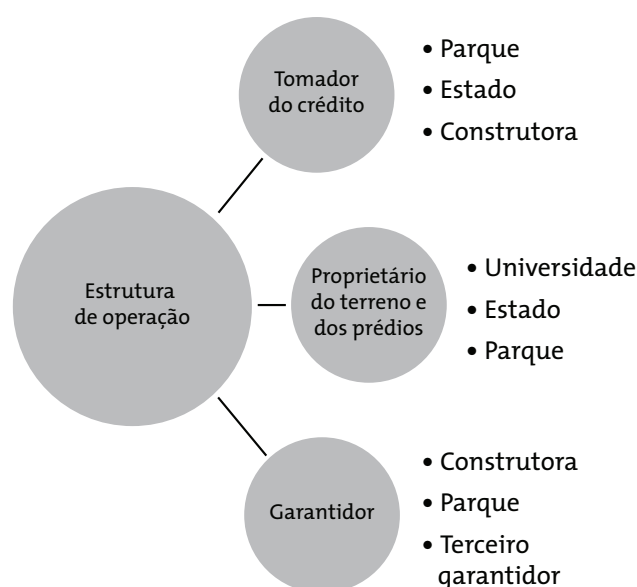 Tomador
do crédito
• Parque
• Estado
• Construtora
Estrutura
de operação
Proprietário
do terreno e
dos prédios
• Universidade
• Estado
• Parque
Garantidor
• Construtora
• Parque
• Terceiro
garantidor